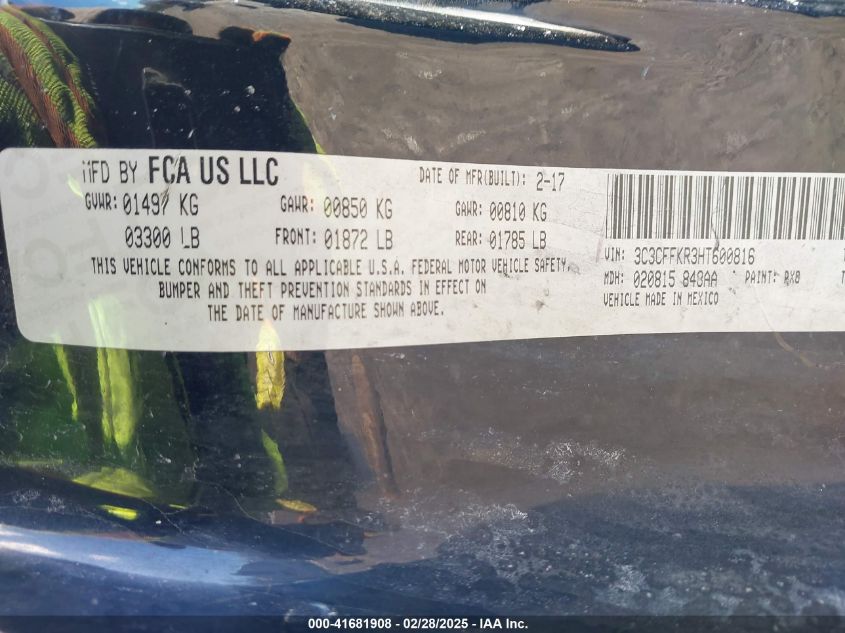 MFD BY FCA US LLC
DATE OF MFR(BUILT): 2-17
GVWR: 01497 KG GAWR: 00850 KG GAWR: 00810 KG
03300 LB FRONT: 01872 LB REAR: 01785 LB
THIS VEHICLE CONFORMS TO ALL APPLICABLE U.S.A. FEDERAL MOTOR VEHICLE SAFETY,
BUMPER AND THEFT PREVENTION STANDARDS IN EFFECT ON
THE DATE OF MANUFACTURE SHOWN ABOVE.
VIN: 3C3CFFKR3HT600816
MDH: 020815 843AA PAINT: RX8
VEHICLE MADE IN MEXICO
000-41681908 - 02/28/2025 - IAA Inc.